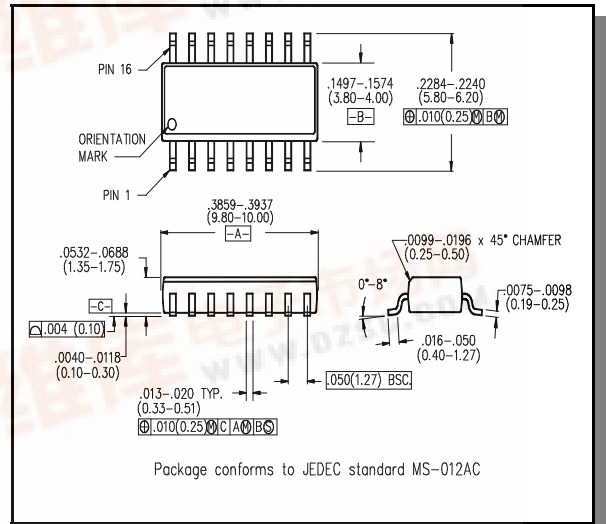 PIN 16
.1497-.1574
(3.80-4.00)
-B-
.2284-.2240
(5.80-6.20)
⌖ .010(0.25)Ⓜ BⓂ
ORIENTATION
MARK
PIN 1
.3859-.3937
(9.80-10.00)
-A-
.0532-.0688
(1.35-1.75)
-C-
.004 (0.10)
.0040-.0118
(0.10-0.30)
.0099-.0196 x 45° CHAMFER
(0.25-0.50)
0°-8°
.0075-.0098
(0.19-0.25)
.016-.050
(0.40-1.27)
.050(1.27) BSC.
.013-.020 TYP.
(0.33-0.51)
⌖ .010(0.25)Ⓜ C AⓂ BⓈ
Package conforms to JEDEC standard MS-012AC